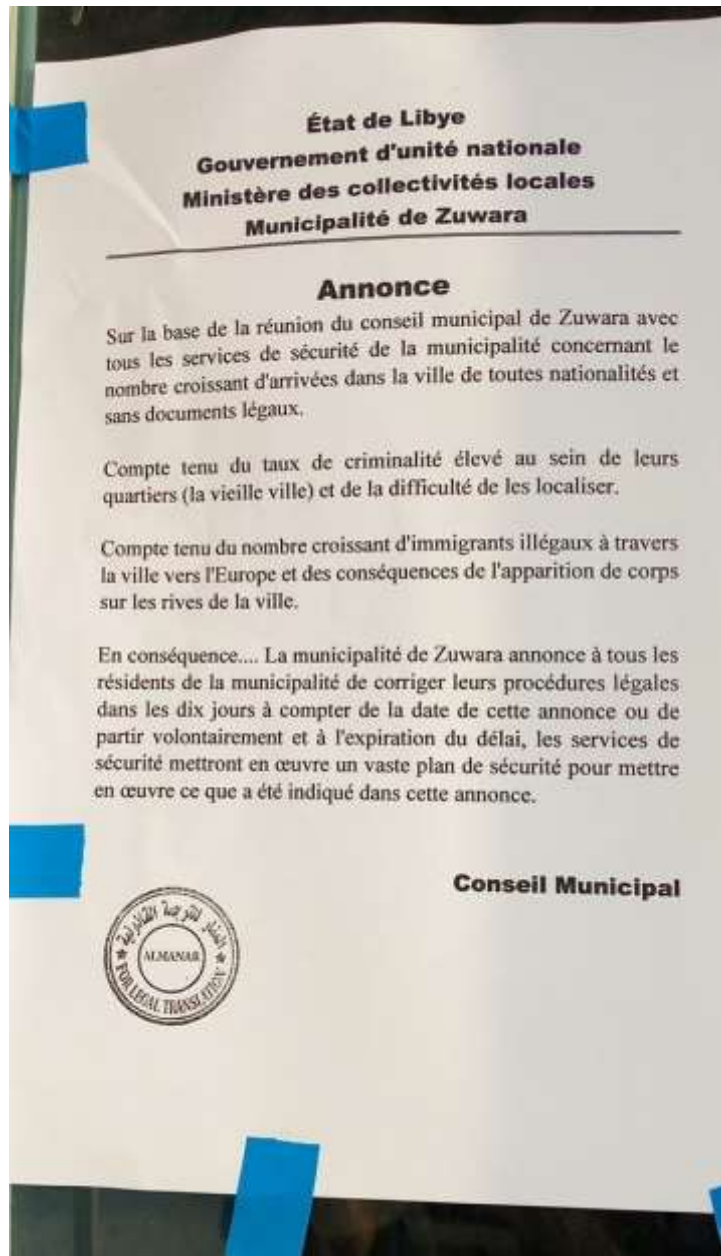 État de Libye
Gouvernement d'unité nationale
Ministère des collectivités locales
Municipalité de Zuwara
Annonce
Sur la base de la réunion du conseil municipal de Zuwara avec
tous les services de sécurité de la municipalité concernant le
nombre croissant d'arrivées dans la ville de toutes nationalités et
sans documents légaux.
Compte tenu du taux de criminalité élevé au sein de leurs
quartiers (la vieille ville) et de la difficulté de les localiser.
Compte tenu du nombre croissant d'immigrants illégaux à travers
la ville vers l'Europe et des conséquences de l'apparition de corps
sur les rives de la ville.
En conséquence.... La municipalité de Zuwara annonce à tous les
résidents de la municipalité de corriger leurs procédures légales
dans les dix jours à compter de la date de cette annonce ou de
partir volontairement et à l'expiration du délai, les services de
sécurité mettront en œuvre un vaste plan de sécurité pour mettre
en œuvre ce que a été indiqué dans cette annonce.
Conseil Municipal
المنار للترجمة القانونية
ALMANAR
FOR LEGAL TRANSLATION